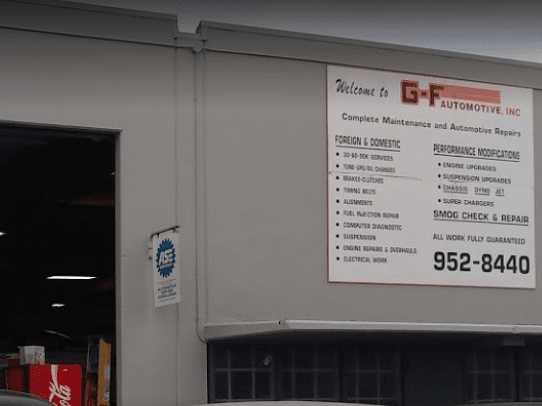 Welcome to G-F AUTOMOTIVE, INC
Complete Maintenance and Automotive Repairs
FOREIGN & DOMESTIC
• 30-60-90K SERVICES
• TUNE-UPS/OIL CHANGES
• BRAKES-CLUTCHES
• TIMING BELTS
• ALIGNMENTS
• FUEL INJECTION REPAIR
• COMPUTER DIAGNOSTIC
• SUSPENSION
• ENGINE REPAIRS & OVERHAULS
• ELECTRICAL WORK
PERFORMANCE MODIFICATIONS
• ENGINE UPGRADES
• SUSPENSION UPGRADES
• CHASSIS DYNO JET
• SUPER CHARGERS
SMOG CHECK & REPAIR
ALL WORK FULLY GUARANTEED
952-8440
ASE
Coca